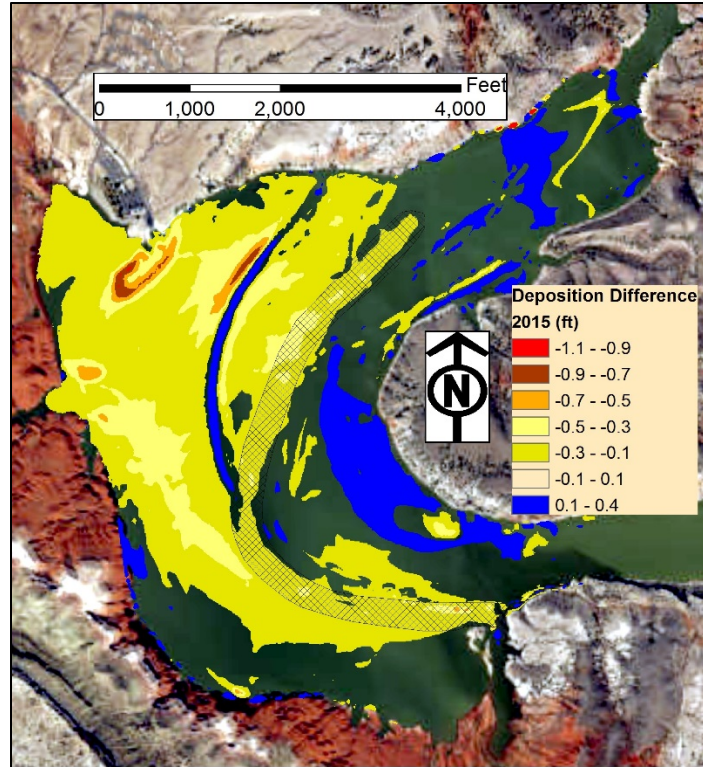 Feet
0 1,000 2,000 4,000
Deposition Difference
2015 (ft)
-1.1 - -0.9
-0.9 - -0.7
-0.7 - -0.5
-0.5 - -0.3
-0.3 - -0.1
-0.1 - 0.1
0.1 - 0.4
N